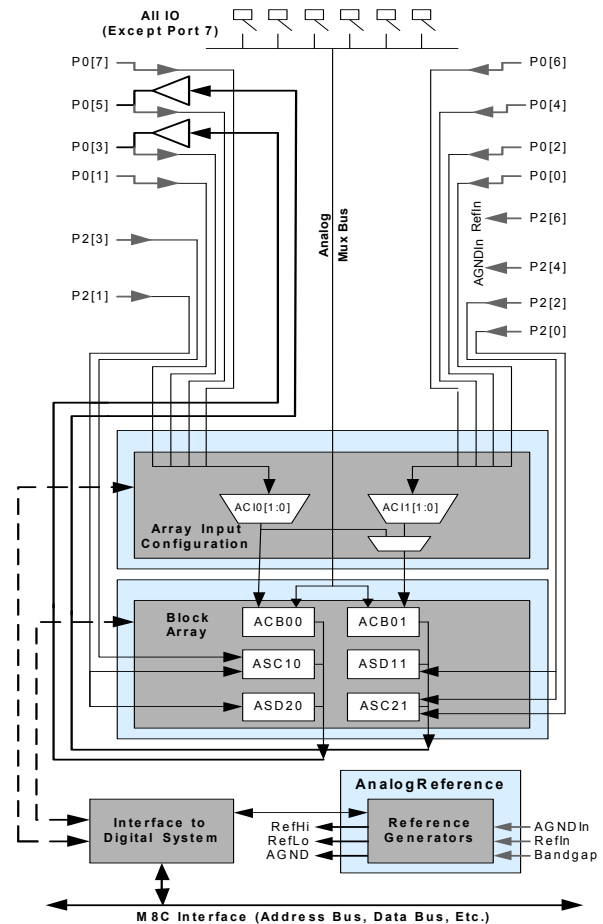 All IO
(Except Port 7)
P0[7]
P0[5]
P0[3]
P0[1]
P2[3]
P2[1]
P0[6]
P0[4]
P0[2]
P0[0]
P2[6]
P2[4]
P2[2]
P2[0]
AGNDIn RefIn
Analog
Mux Bus
ACI0[1:0]
ACI1[1:0]
Array Input
Configuration
Block
Array
ACB00
ACB01
ASC10
ASD11
ASD20
ASC21
AnalogReference
Interface to
Digital System
Reference
Generators
RefHi
RefLo
AGND
AGNDIn
RefIn
Bandgap
M8C Interface (Address Bus, Data Bus, Etc.)